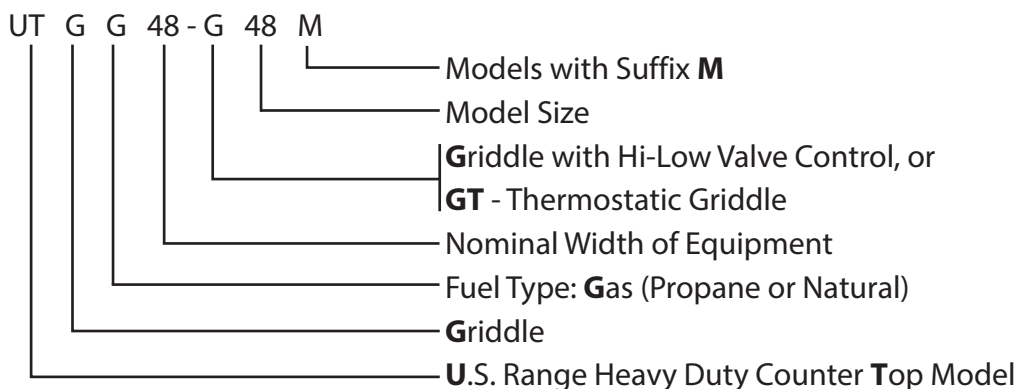 UT G G 48 - G 48 M
Models with Suffix M
Model Size
Griddle with Hi-Low Valve Control, or
GT - Thermostatic Griddle
Nominal Width of Equipment
Fuel Type: Gas (Propane or Natural)
Griddle
U.S. Range Heavy Duty Counter Top Model